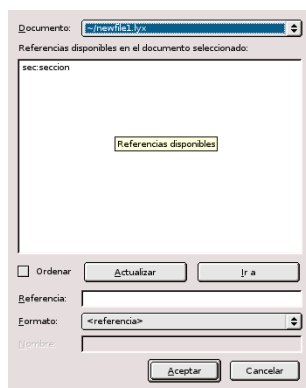 Documento: ~/newfile1.lyx
Referencias disponibles en el documento seleccionado:
sec:seccion
Referencias disponibles
Ordenar Actualizar Ir a
Referencia:
Formato: <referencia>
Nombre:
Aceptar Cancelar